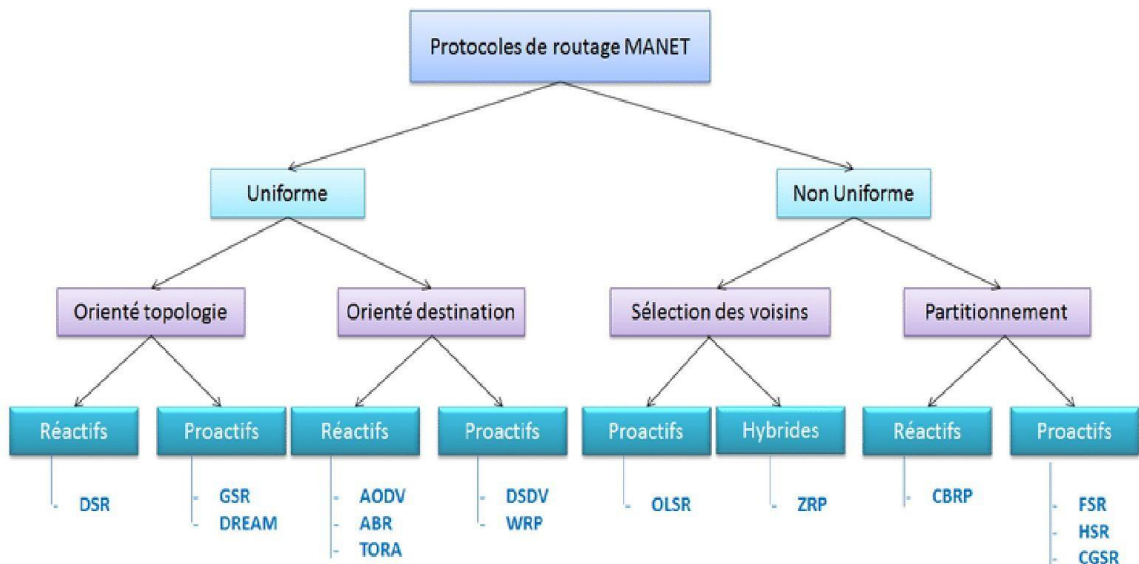 Protocoles de routage MANET
Uniforme
Non Uniforme
Orienté topologie
Orienté destination
Sélection des voisins
Partitionnement
Réactifs
Proactifs
Réactifs
Proactifs
Proactifs
Hybrides
Réactifs
Proactifs
- DSR
- GSR
- DREAM
- AODV
- ABR
- TORA
- DSDV
- WRP
- OLSR
- ZRP
- CBRP
- FSR
- HSR
- CGSR